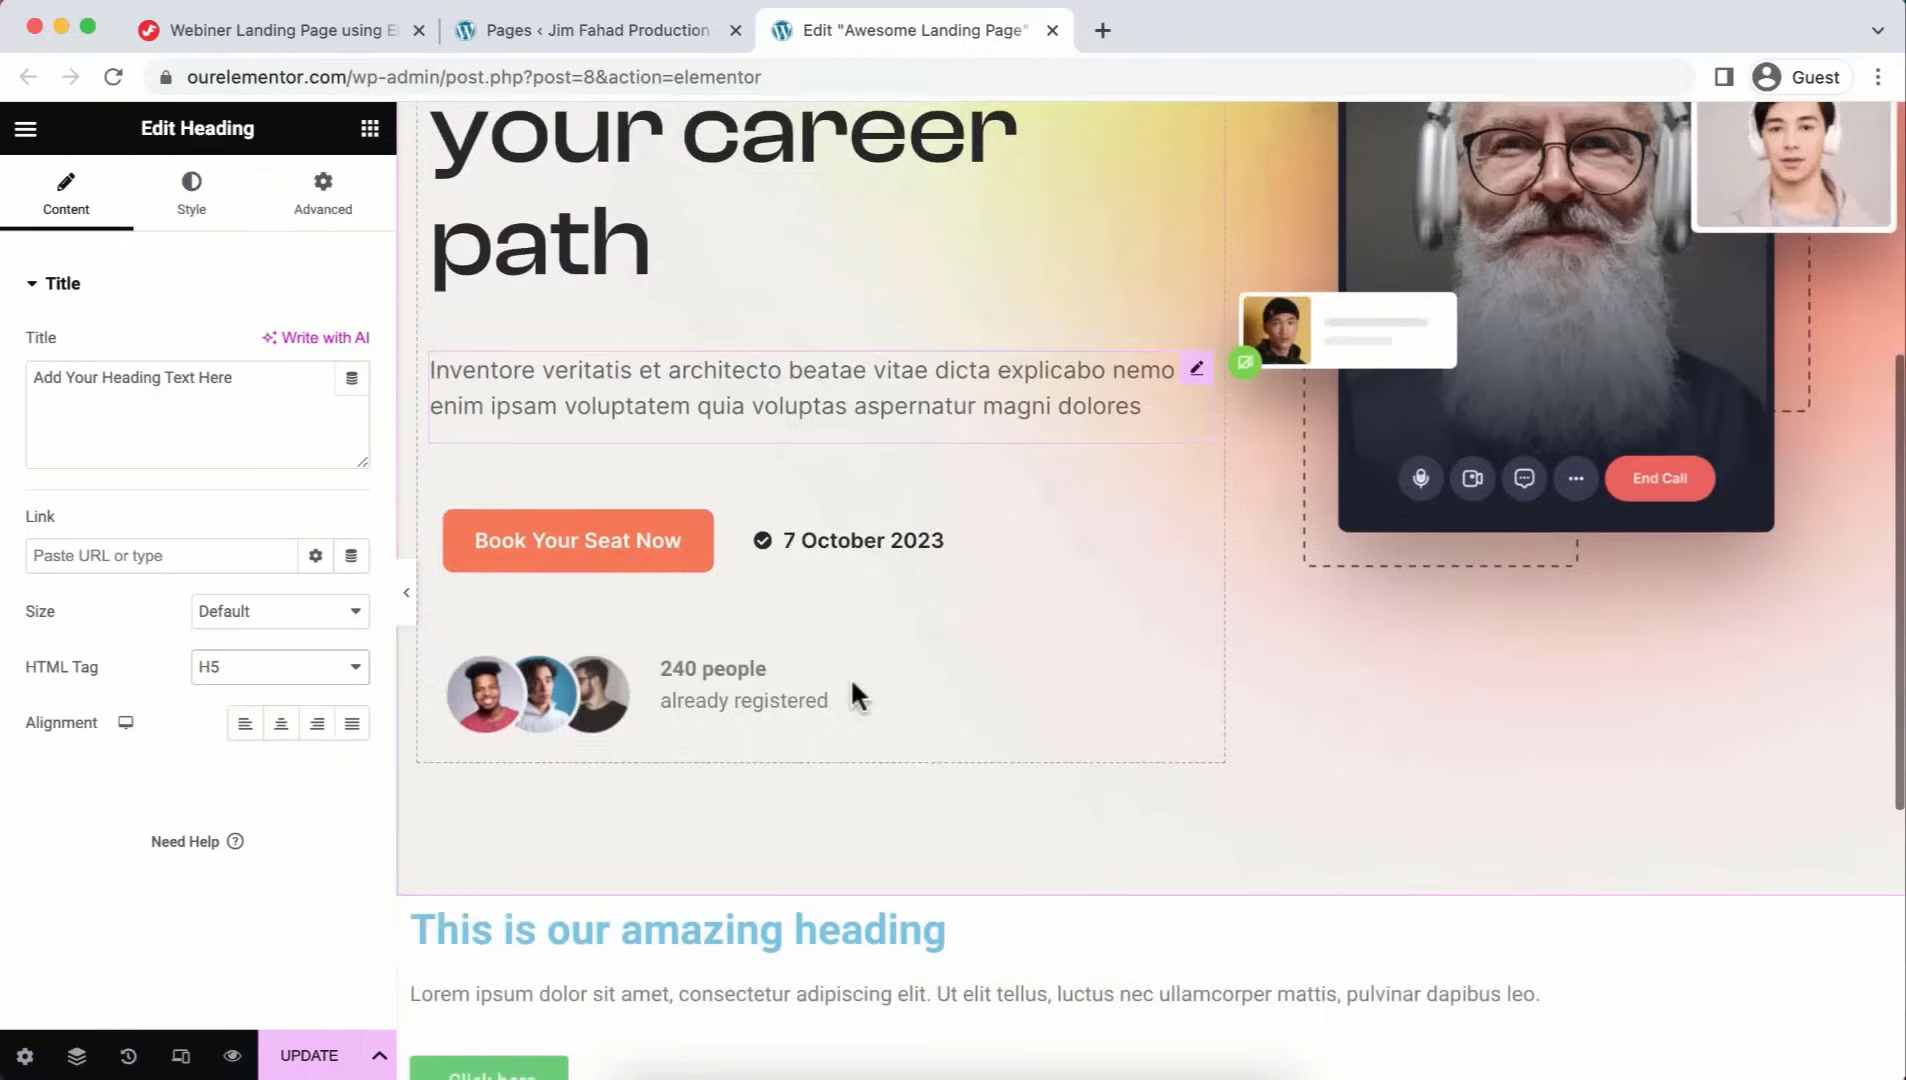 Webiner Landing Page using El
Pages ‹ Jim Fahad Production
Edit "Awesome Landing Page"
ourelementor.com/wp-admin/post.php?post=8&action=elementor
Guest
Edit Heading
Content
Style
Advanced
Title
Title
Write with AI
Add Your Heading Text Here
Link
Paste URL or type
Size
Default
HTML Tag
H5
Alignment
Need Help
UPDATE
your career
path
Inventore veritatis et architecto beatae vitae dicta explicabo nemo
enim ipsam voluptatem quia voluptas aspernatur magni dolores
Book Your Seat Now
7 October 2023
240 people
already registered
End Call
This is our amazing heading
Lorem ipsum dolor sit amet, consectetur adipiscing elit. Ut elit tellus, luctus nec ullamcorper mattis, pulvinar dapibus leo.
Click here